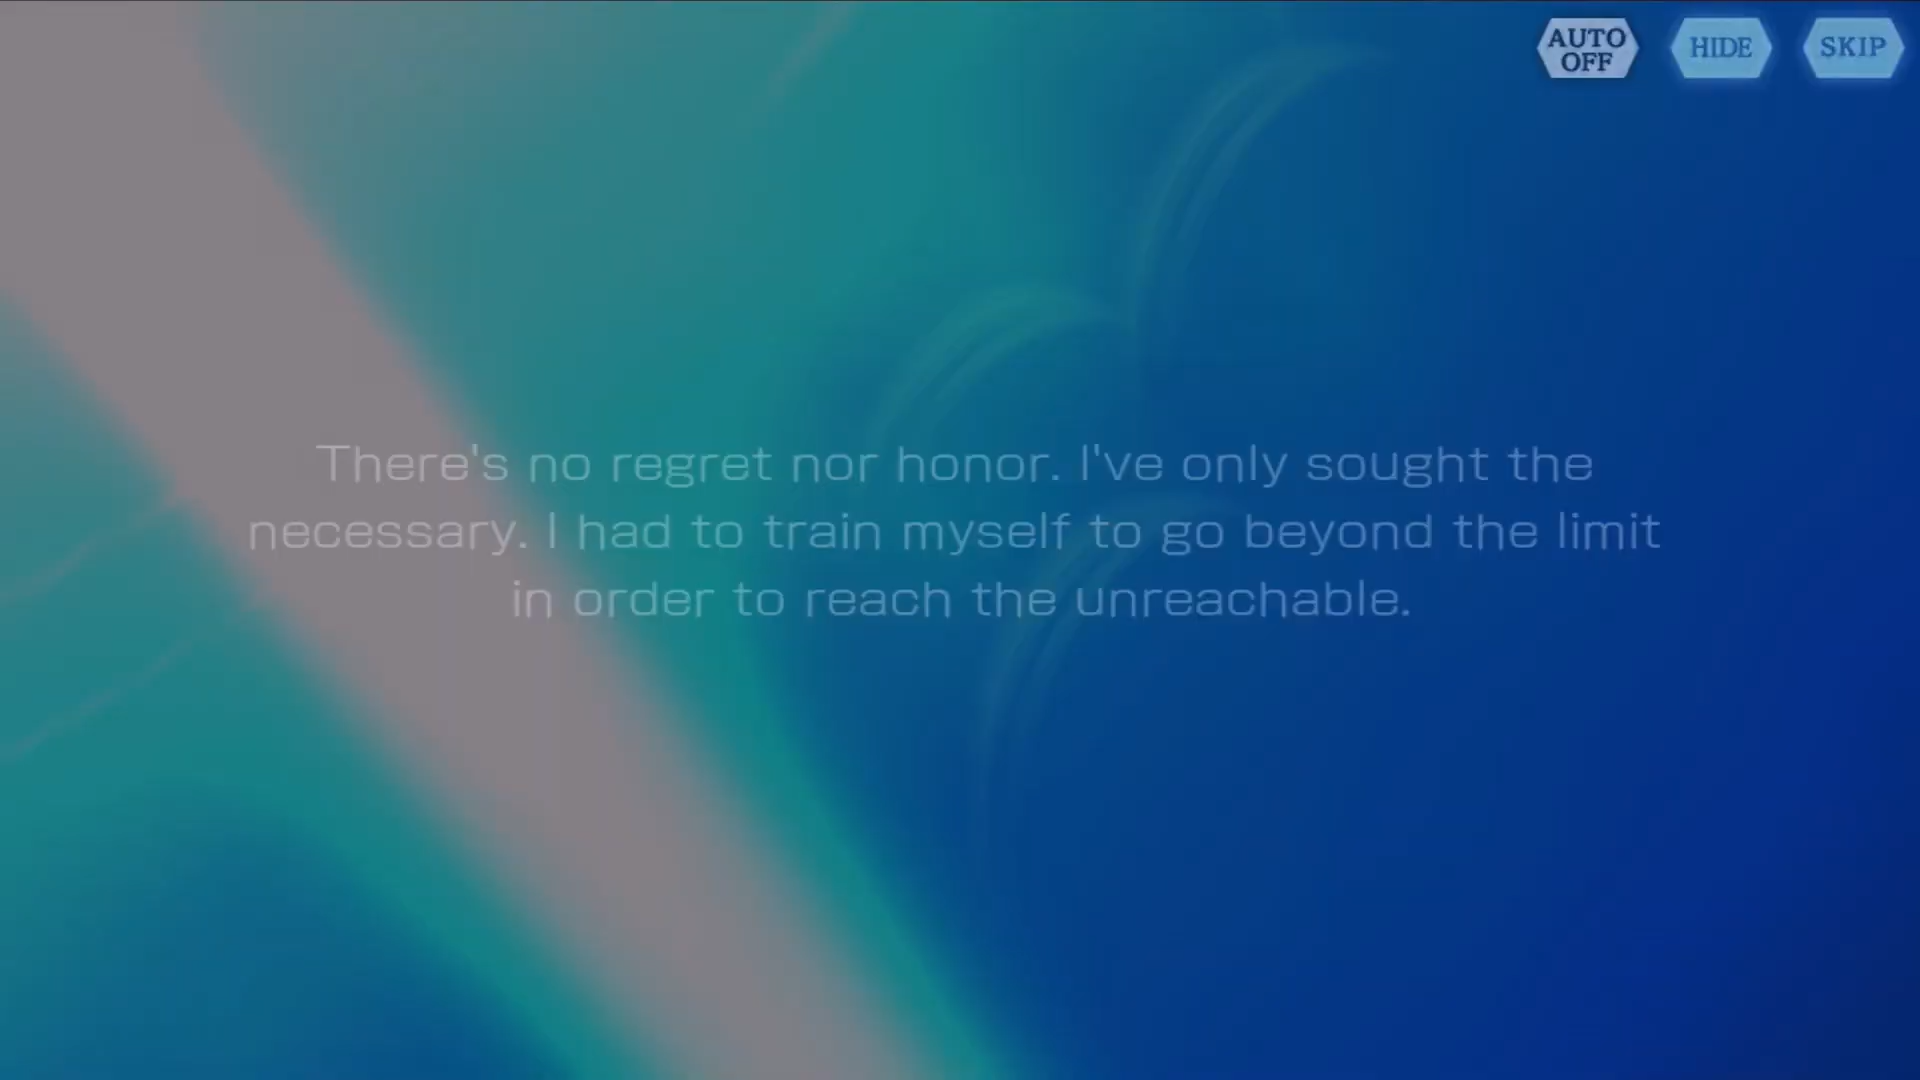 AUTO
OFF
HIDE
SKIP
There's no regret nor honor. I've only sought the
necessary. I had to train myself to go beyond the limit
in order to reach the unreachable.